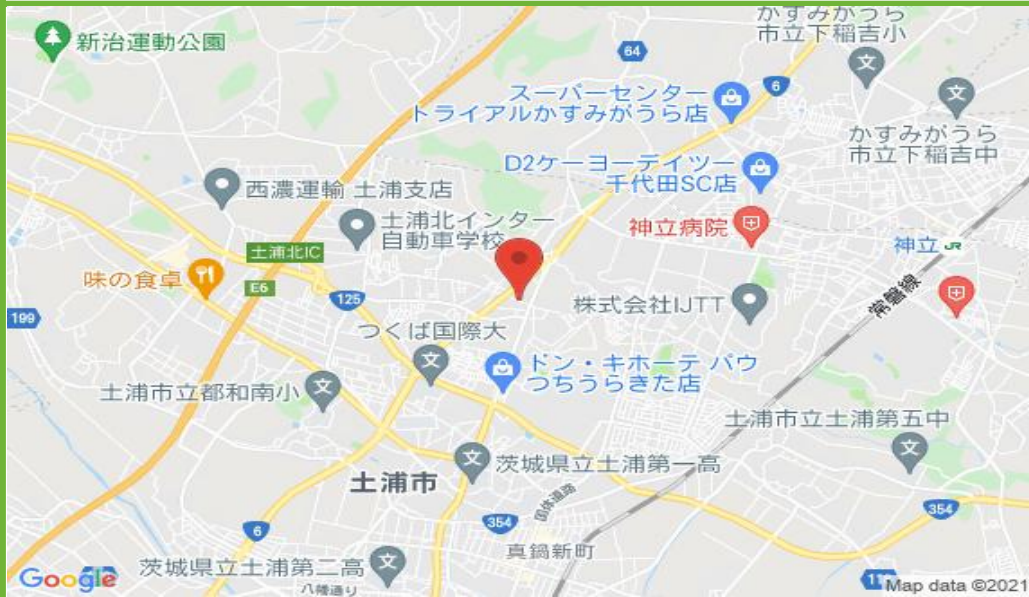 新治運動公園
かすみがうら
市立下稲吉小
64
6
スーパーセンター
トライアルかすみがうら店
かすみがうら
市立下稲吉中
D2ケーヨーデイツー
千代田SC店
西濃運輸 土浦支店
土浦北インター
自動車学校
神立病院
神立 JR
土浦北IC
E6
味の食卓
125
株式会社IJTT
常磐線
199
つくば国際大
ドン・キホーテ パウ
つちうらきた店
土浦市立都和南小
土浦市立土浦第五中
茨城県立土浦第一高
土浦市
国体道路
354
354
6
真鍋新町
茨城県立土浦第二高
八幡通り
Google
Map data ©2021